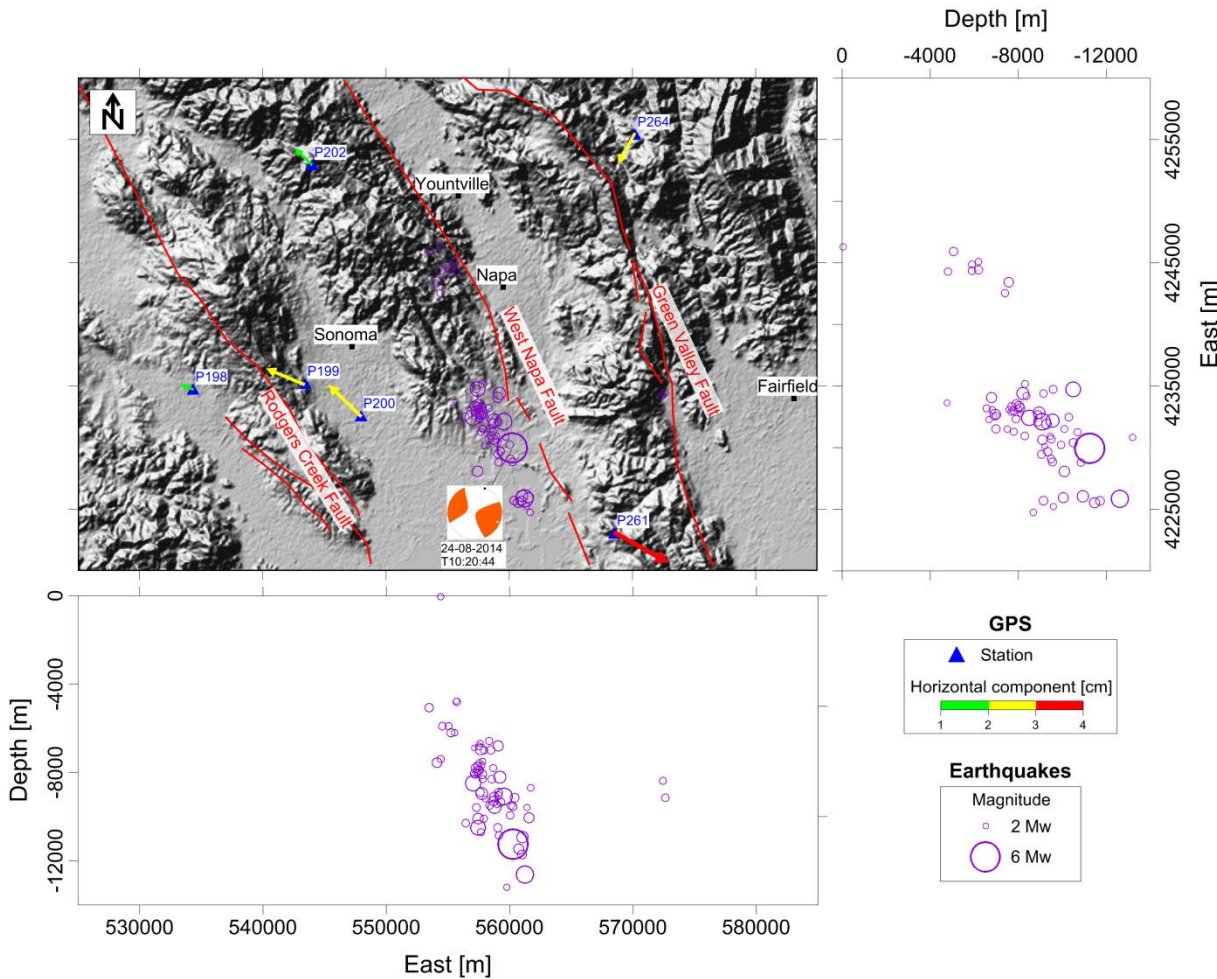 Depth [m]
0
-4000
-8000
-12000
N
P264
P202
4255000
Yountville
4245000
Napa
West Napa Fault
Green Valley Fault
East [m]
Sonoma
P199
P198
P200
Fairfield
4235000
Rodgers Creek Fault
P261
4225000
24-08-2014
T10:20:44
0
-4000
-8000
-12000
Depth [m]
530000
540000
550000
560000
570000
580000
East [m]
GPS
Station
Horizontal component [cm]
1
2
3
4
Earthquakes
Magnitude
2 Mw
6 Mw